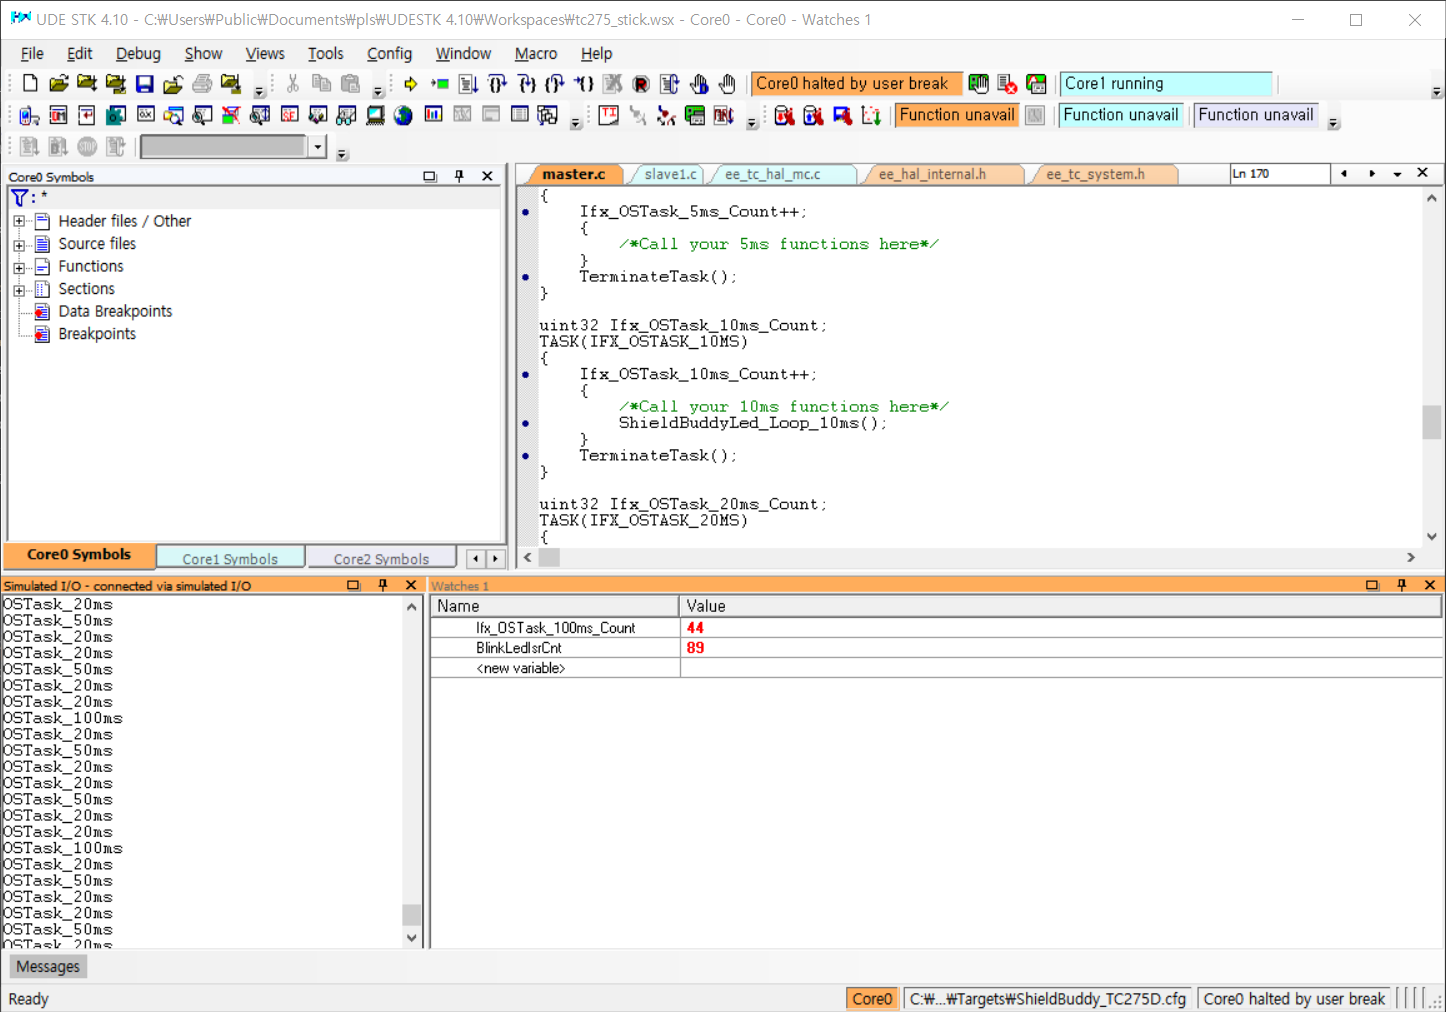 UDE STK 4.10 - C:₩Users₩Public₩Documents₩pls₩UDESTK 4.10₩Workspaces₩tc275_stick.wsx - Core0 - Core0 - Watches 1
File Edit Debug Show Views Tools Config Window Macro Help
Core0 halted by user break Core1 running
Function unavail Function unavail Function unavail
Core0 Symbols
: *
Header files / Other
Source files
Functions
Sections
Data Breakpoints
Breakpoints
Core0 Symbols Core1 Symbols Core2 Symbols
master.c slave1.c ee_tc_hal_mc.c ee_hal_internal.h ee_tc_system.h Ln 170
{
Ifx_OSTask_5ms_Count++;
{
/*Call your 5ms functions here*/
}
TerminateTask();
}
uint32 Ifx_OSTask_10ms_Count;
TASK(IFX_OSTASK_10MS)
{
Ifx_OSTask_10ms_Count++;
{
/*Call your 10ms functions here*/
ShieldBuddyLed_Loop_10ms();
}
TerminateTask();
}
uint32 Ifx_OSTask_20ms_Count;
TASK(IFX_OSTASK_20MS)
{
Simulated I/O - connected via simulated I/O
OSTask_20ms
OSTask_50ms
OSTask_20ms
OSTask_20ms
OSTask_50ms
OSTask_20ms
OSTask_20ms
OSTask_100ms
OSTask_20ms
OSTask_50ms
OSTask_20ms
OSTask_20ms
OSTask_50ms
OSTask_20ms
OSTask_20ms
OSTask_100ms
OSTask_20ms
OSTask_50ms
OSTask_20ms
OSTask_20ms
OSTask_50ms
OSTask_20ms
Watches 1
Name Value
Ifx_OSTask_100ms_Count 44
BlinkLedIsrCnt 89
<new variable>
Messages
Ready Core0 C:₩...₩Targets₩ShieldBuddy_TC275D.cfg Core0 halted by user break